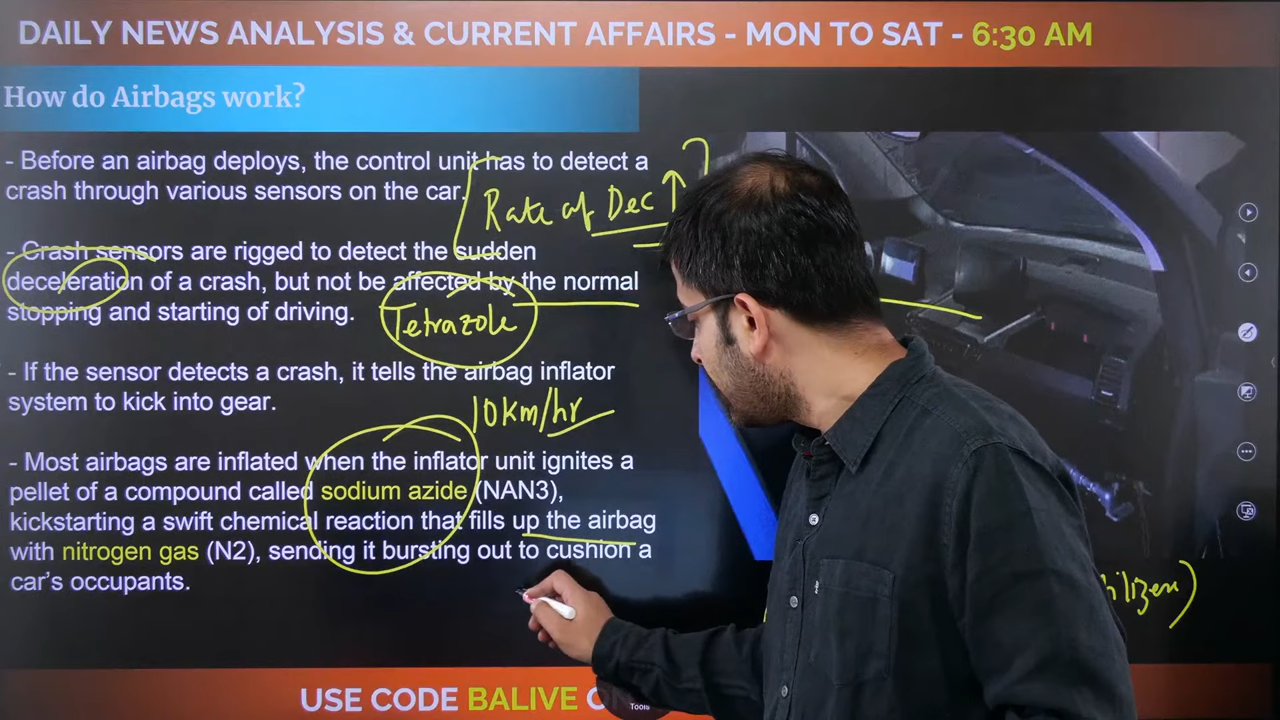 DAILY NEWS ANALYSIS & CURRENT AFFAIRS - MON TO SAT - 6:30 AM
How do Airbags work?
- Before an airbag deploys, the control unit has to detect a
crash through various sensors on the car.
Rate of Dec ↑
- Crash sensors are rigged to detect the sudden
deceleration of a crash, but not be affected by the normal
stopping and starting of driving.
Tetrazole
- If the sensor detects a crash, it tells the airbag inflator
system to kick into gear.
10km/hr
- Most airbags are inflated when the inflator unit ignites a
pellet of a compound called sodium azide (NAN3),
kickstarting a swift chemical reaction that fills up the airbag
with nitrogen gas (N2), sending it bursting out to cushion a
car's occupants.
USE CODE BALIVE
Tools